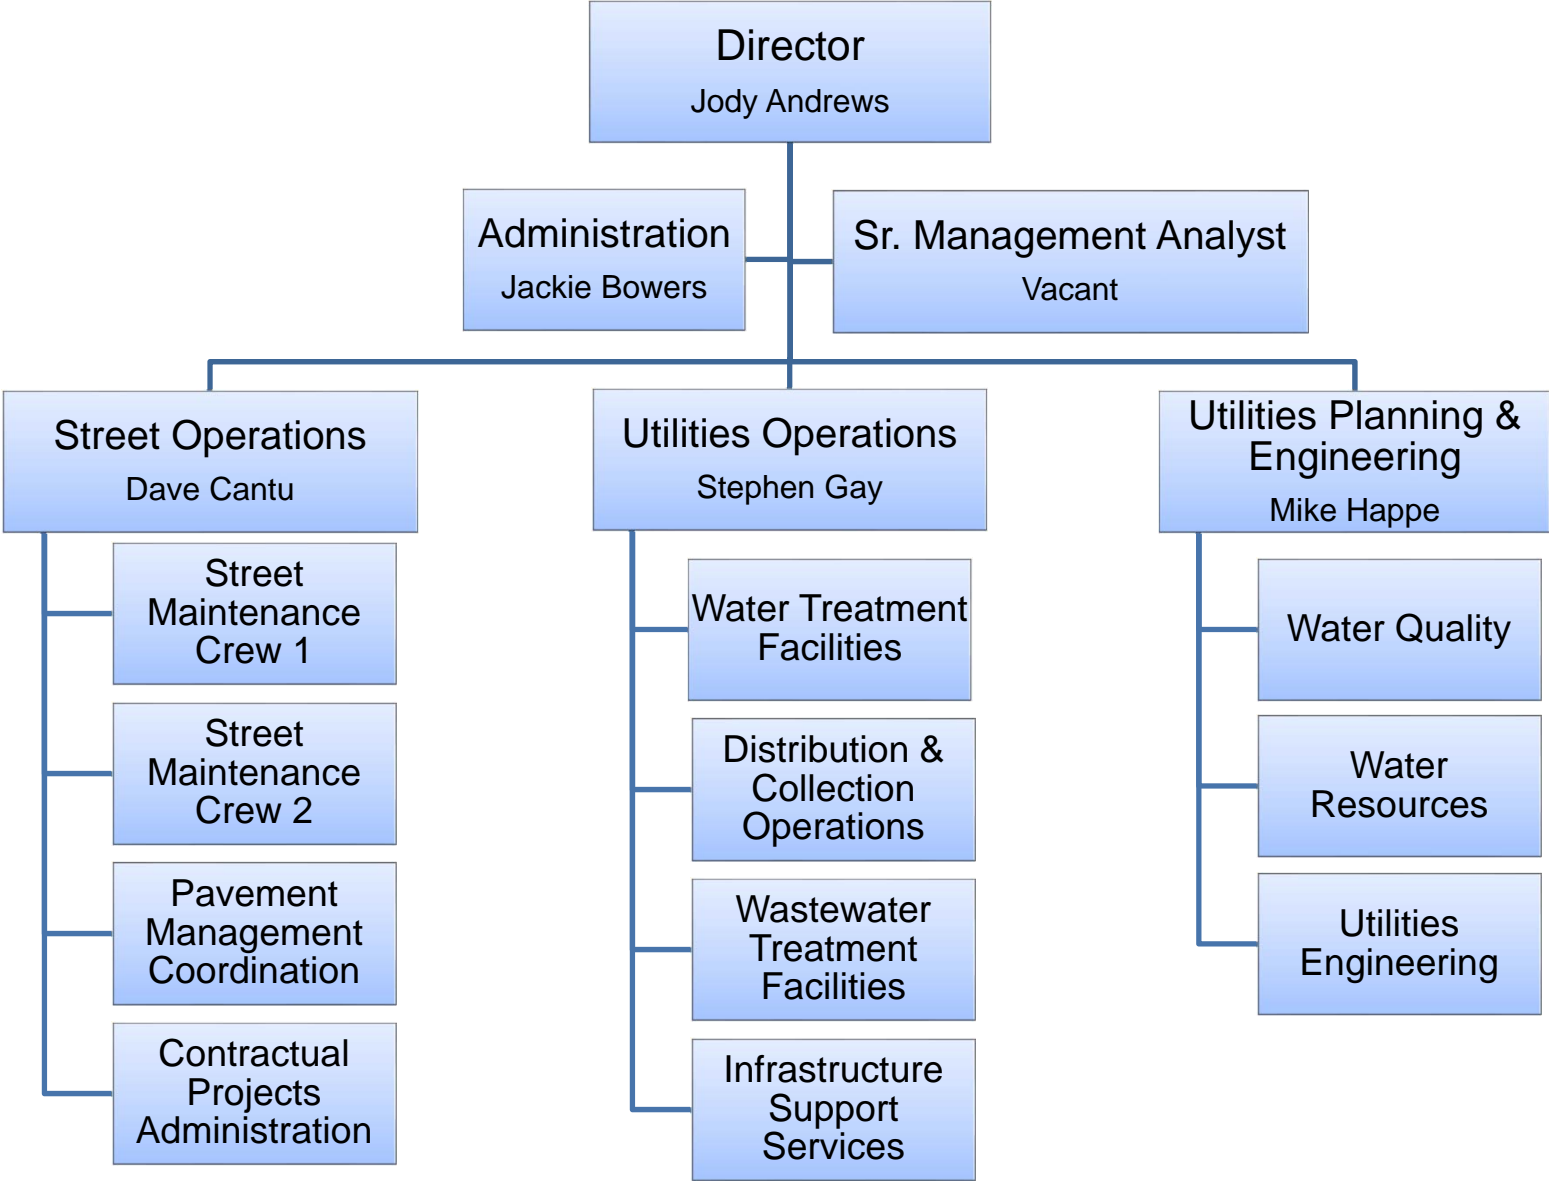 Director
Jody Andrews
Administration
Jackie Bowers
Sr. Management Analyst
Vacant
Street Operations
Dave Cantu
Street
Maintenance
Crew 1
Street
Maintenance
Crew 2
Pavement
Management
Coordination
Contractual
Projects
Administration
Utilities Operations
Stephen Gay
Water Treatment
Facilities
Distribution &
Collection
Operations
Wastewater
Treatment
Facilities
Infrastructure
Support
Services
Utilities Planning &
Engineering
Mike Happe
Water Quality
Water
Resources
Utilities
Engineering